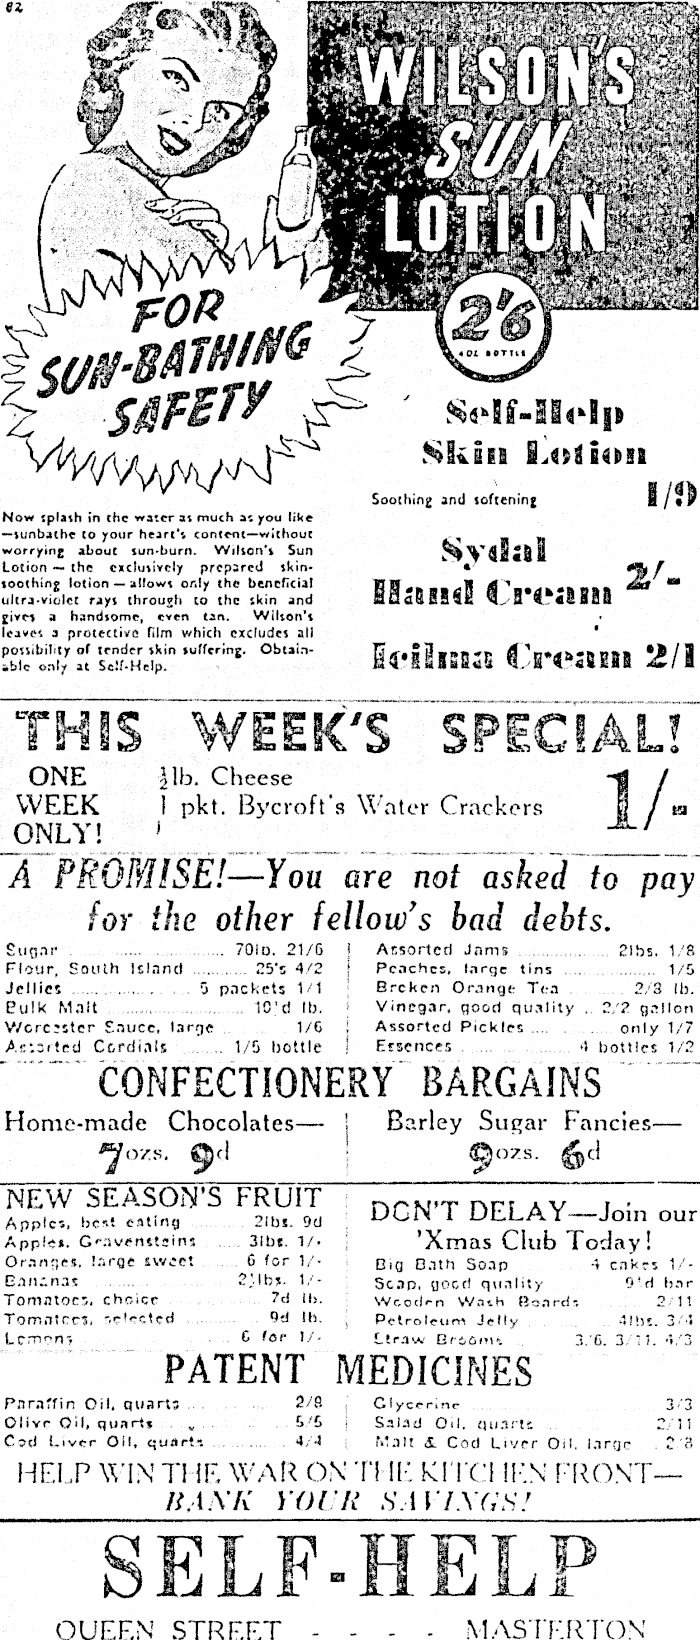 82
WILSON'S
SUN
LOTION
2'6
4 OZ. BOTTLE
FOR
SUN-BATHING
SAFETY
Now splash in the water as much as you like
—sunbathe to your heart's content—without
worrying about sun-burn. Wilson's Sun
Lotion — the exclusively prepared skin-
soothing lotion — allows only the beneficial
ultra-violet rays through to the skin and
gives a handsome, even tan. Wilson's
leaves a protective film which excludes all
possibility of tender skin suffering. Obtain-
able only at Self-Help.
Self-Help
Skin Lotion
Soothing and softening 1/9
Sydal
Hand Cream 2/-
Icilma Cream 2/1
THIS WEEK'S SPECIAL!
ONE
WEEK
ONLY!
½lb. Cheese
1 pkt. Bycroft's Water Crackers
1/-
A PROMISE!—You are not asked to pay
for the other fellow's bad debts.
Sugar 70lb. 21/6
Flour, South Island 25's 4/2
Jellies 5 packets 1/1
Bulk Malt 10½d lb.
Worcester Sauce, large 1/6
Assorted Cordials 1/5 bottle
Assorted Jams 2lbs. 1/8
Peaches, large tins 1/5
Broken Orange Tea 2/8 lb.
Vinegar, good quality 2/2 gallon
Assorted Pickles only 1/7
Essences 4 bottles 1/2
CONFECTIONERY BARGAINS
Home-made Chocolates—
7ozs. 9d
Barley Sugar Fancies—
9ozs. 6d
NEW SEASON'S FRUIT
Apples, best eating 2lbs. 9d
Apples, Gravensteins 3lbs. 1/-
Oranges, large sweet 6 for 1/-
Bananas 2½lbs. 1/-
Tomatoes, choice 7d lb.
Tomatoes, selected 9d lb.
Lemons 6 for 1/-
DON'T DELAY—Join our
'Xmas Club Today!
Big Bath Soap 4 cakes 1/-
Soap, good quality 9½d bar
Wooden Wash Boards 2/11
Petroleum Jelly 4lbs. 3/4
Straw Brooms 3/6, 3/11, 4/3
PATENT MEDICINES
Paraffin Oil, quarts 2/8
Olive Oil, quarts 5/5
Cod Liver Oil, quarts 4/4
Glycerine 3/3
Salad Oil, quarts 2/11
Malt & Cod Liver Oil, large 2/8
HELP WIN THE WAR ON THE KITCHEN FRONT—
BANK YOUR SAVINGS!
SELF-HELP
QUEEN STREET - - - - MASTERTON